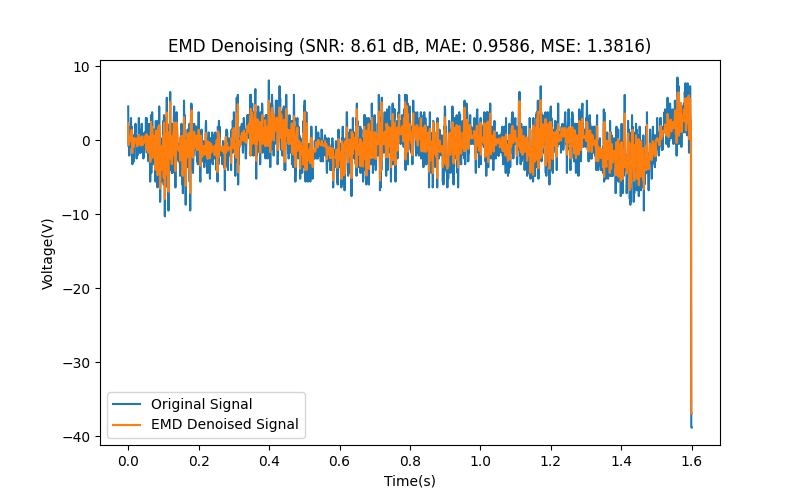 EMD Denoising (SNR: 8.61 dB, MAE: 0.9586, MSE: 1.3816)
10
0
−10
−20
−30
−40
Voltage(V)
Original Signal
EMD Denoised Signal
0.0 0.2 0.4 0.6 0.8 1.0 1.2 1.4 1.6
Time(s)